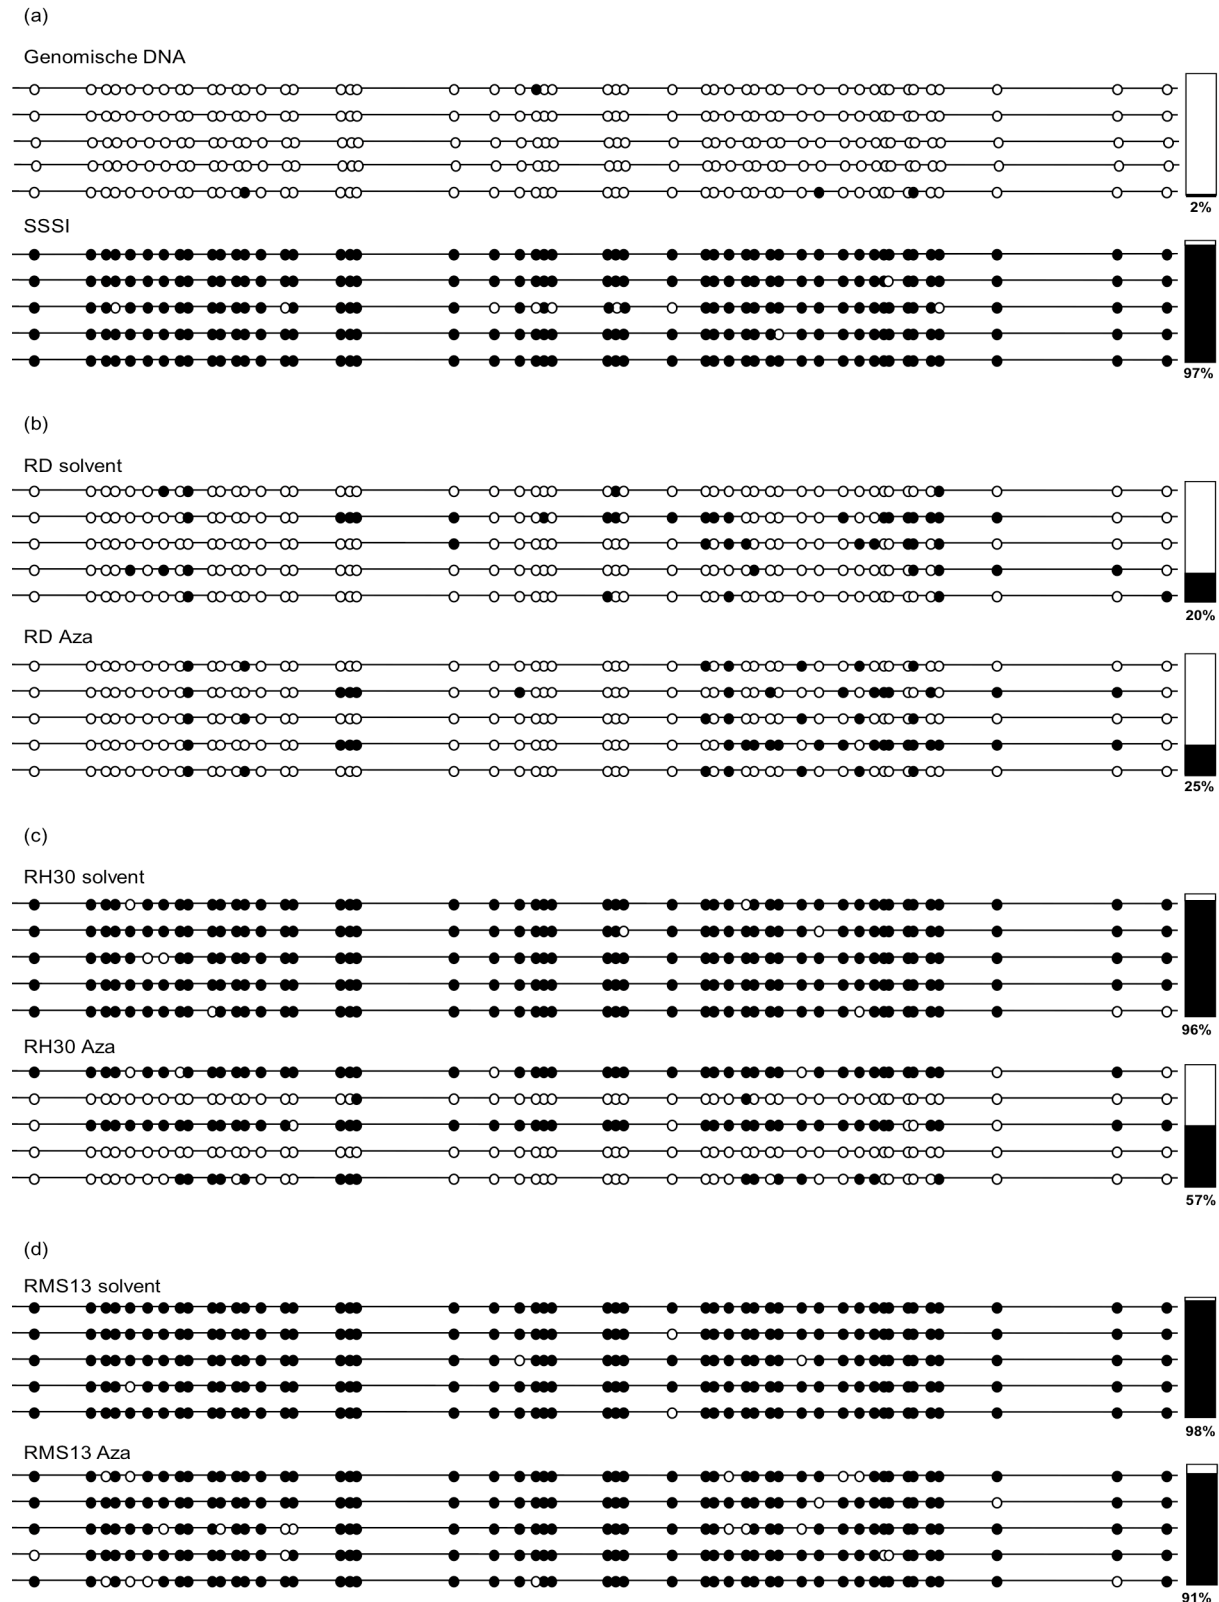 (a)
Genomische DNA
2%
SSSI
97%
(b)
RD solvent
20%
RD Aza
25%
(c)
RH30 solvent
96%
RH30 Aza
57%
(d)
RMS13 solvent
98%
RMS13 Aza
91%